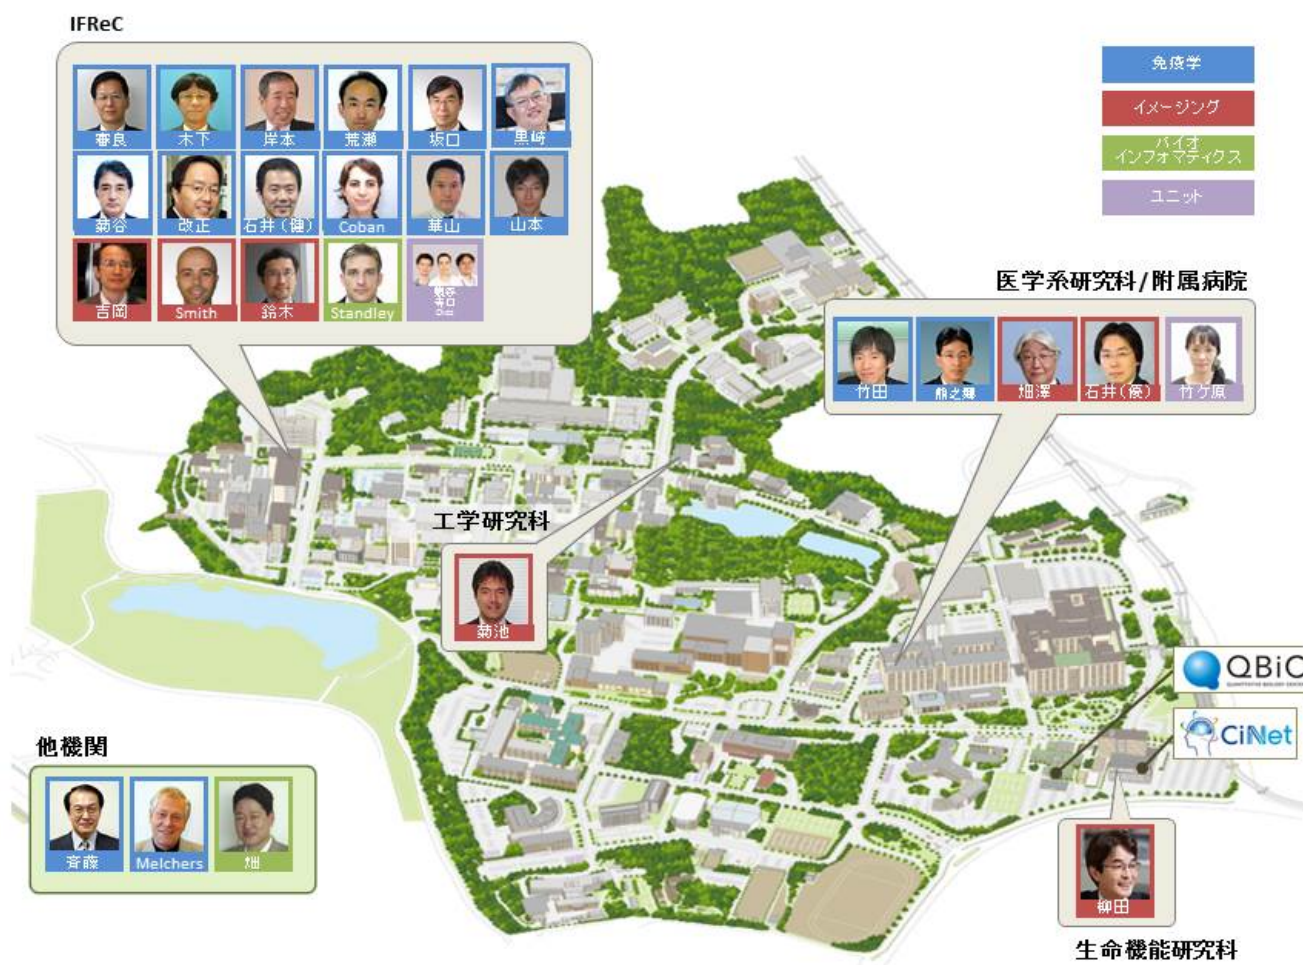 IFReC
審良 木下 岸本 荒瀬 坂口 黒崎
菊谷 改正 石井(健) Coban 華山 山本
吉岡 Smith 鈴木 Standley
免疫学
イメージング
バイオ
インフォマティクス
ユニット
医学系研究科/附属病院
竹田 熊之郷 畑澤 石井(優) 竹ケ原
工学研究科
菊池
QBiC
CiNet
他機関
斉藤 Melchers 畑
柳田
生命機能研究科